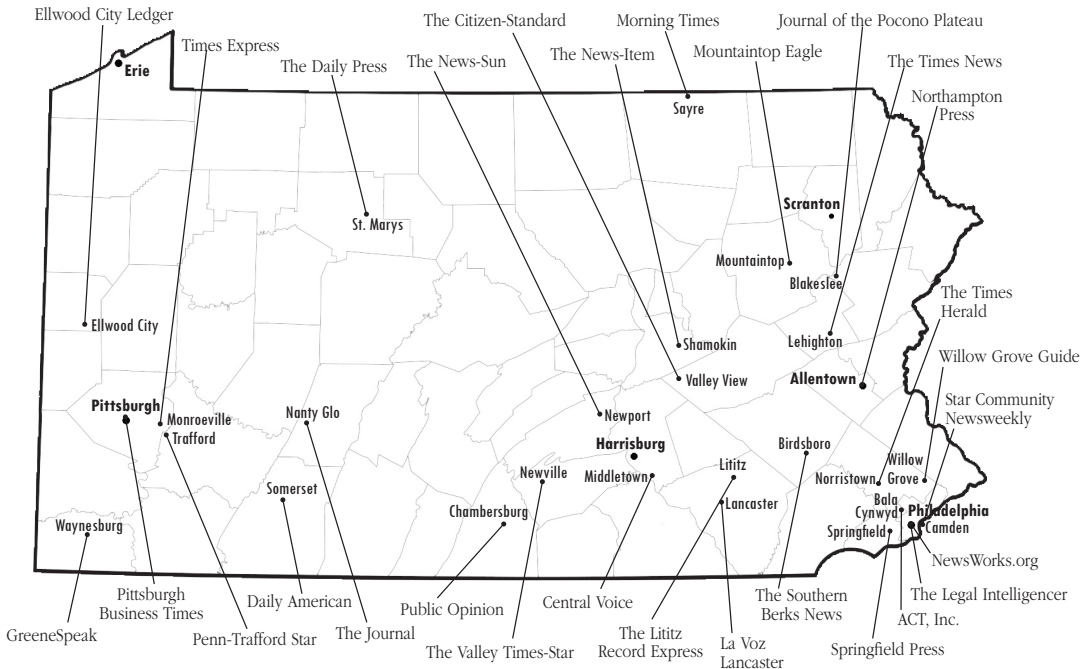 Ellwood City Ledger
The Citizen-Standard
Morning Times
Journal of the Pocono Plateau
Times Express
The News-Item
Mountaintop Eagle
The Daily Press
The News-Sun
The Times News
Erie
Northampton
Press
Sayre
Scranton
St. Marys
Mountaintop
Blakeslee
The Times
Herald
Ellwood City
Shamokin
Lehighton
Willow Grove Guide
Valley View
Allentown
Star Community
Newsweekly
Pittsburgh
Monroeville
Trafford
Nanty Glo
Newport
Harrisburg
Birdsboro
Willow
Grove
Newville
Middletown
Lititz
Norristown
Somerset
Lancaster
Bala
Cynwyd
Philadelphia
Chambersburg
Waynesburg
Springfield
Camden
NewsWorks.org
Pittsburgh
Business Times
Daily American
Public Opinion
Central Voice
The Southern
Berks News
The Legal Intelligencer
ACT, Inc.
GreeneSpeak
Penn-Trafford Star
The Journal
The Valley Times-Star
The Lititz
Record Express
La Voz
Lancaster
Springfield Press